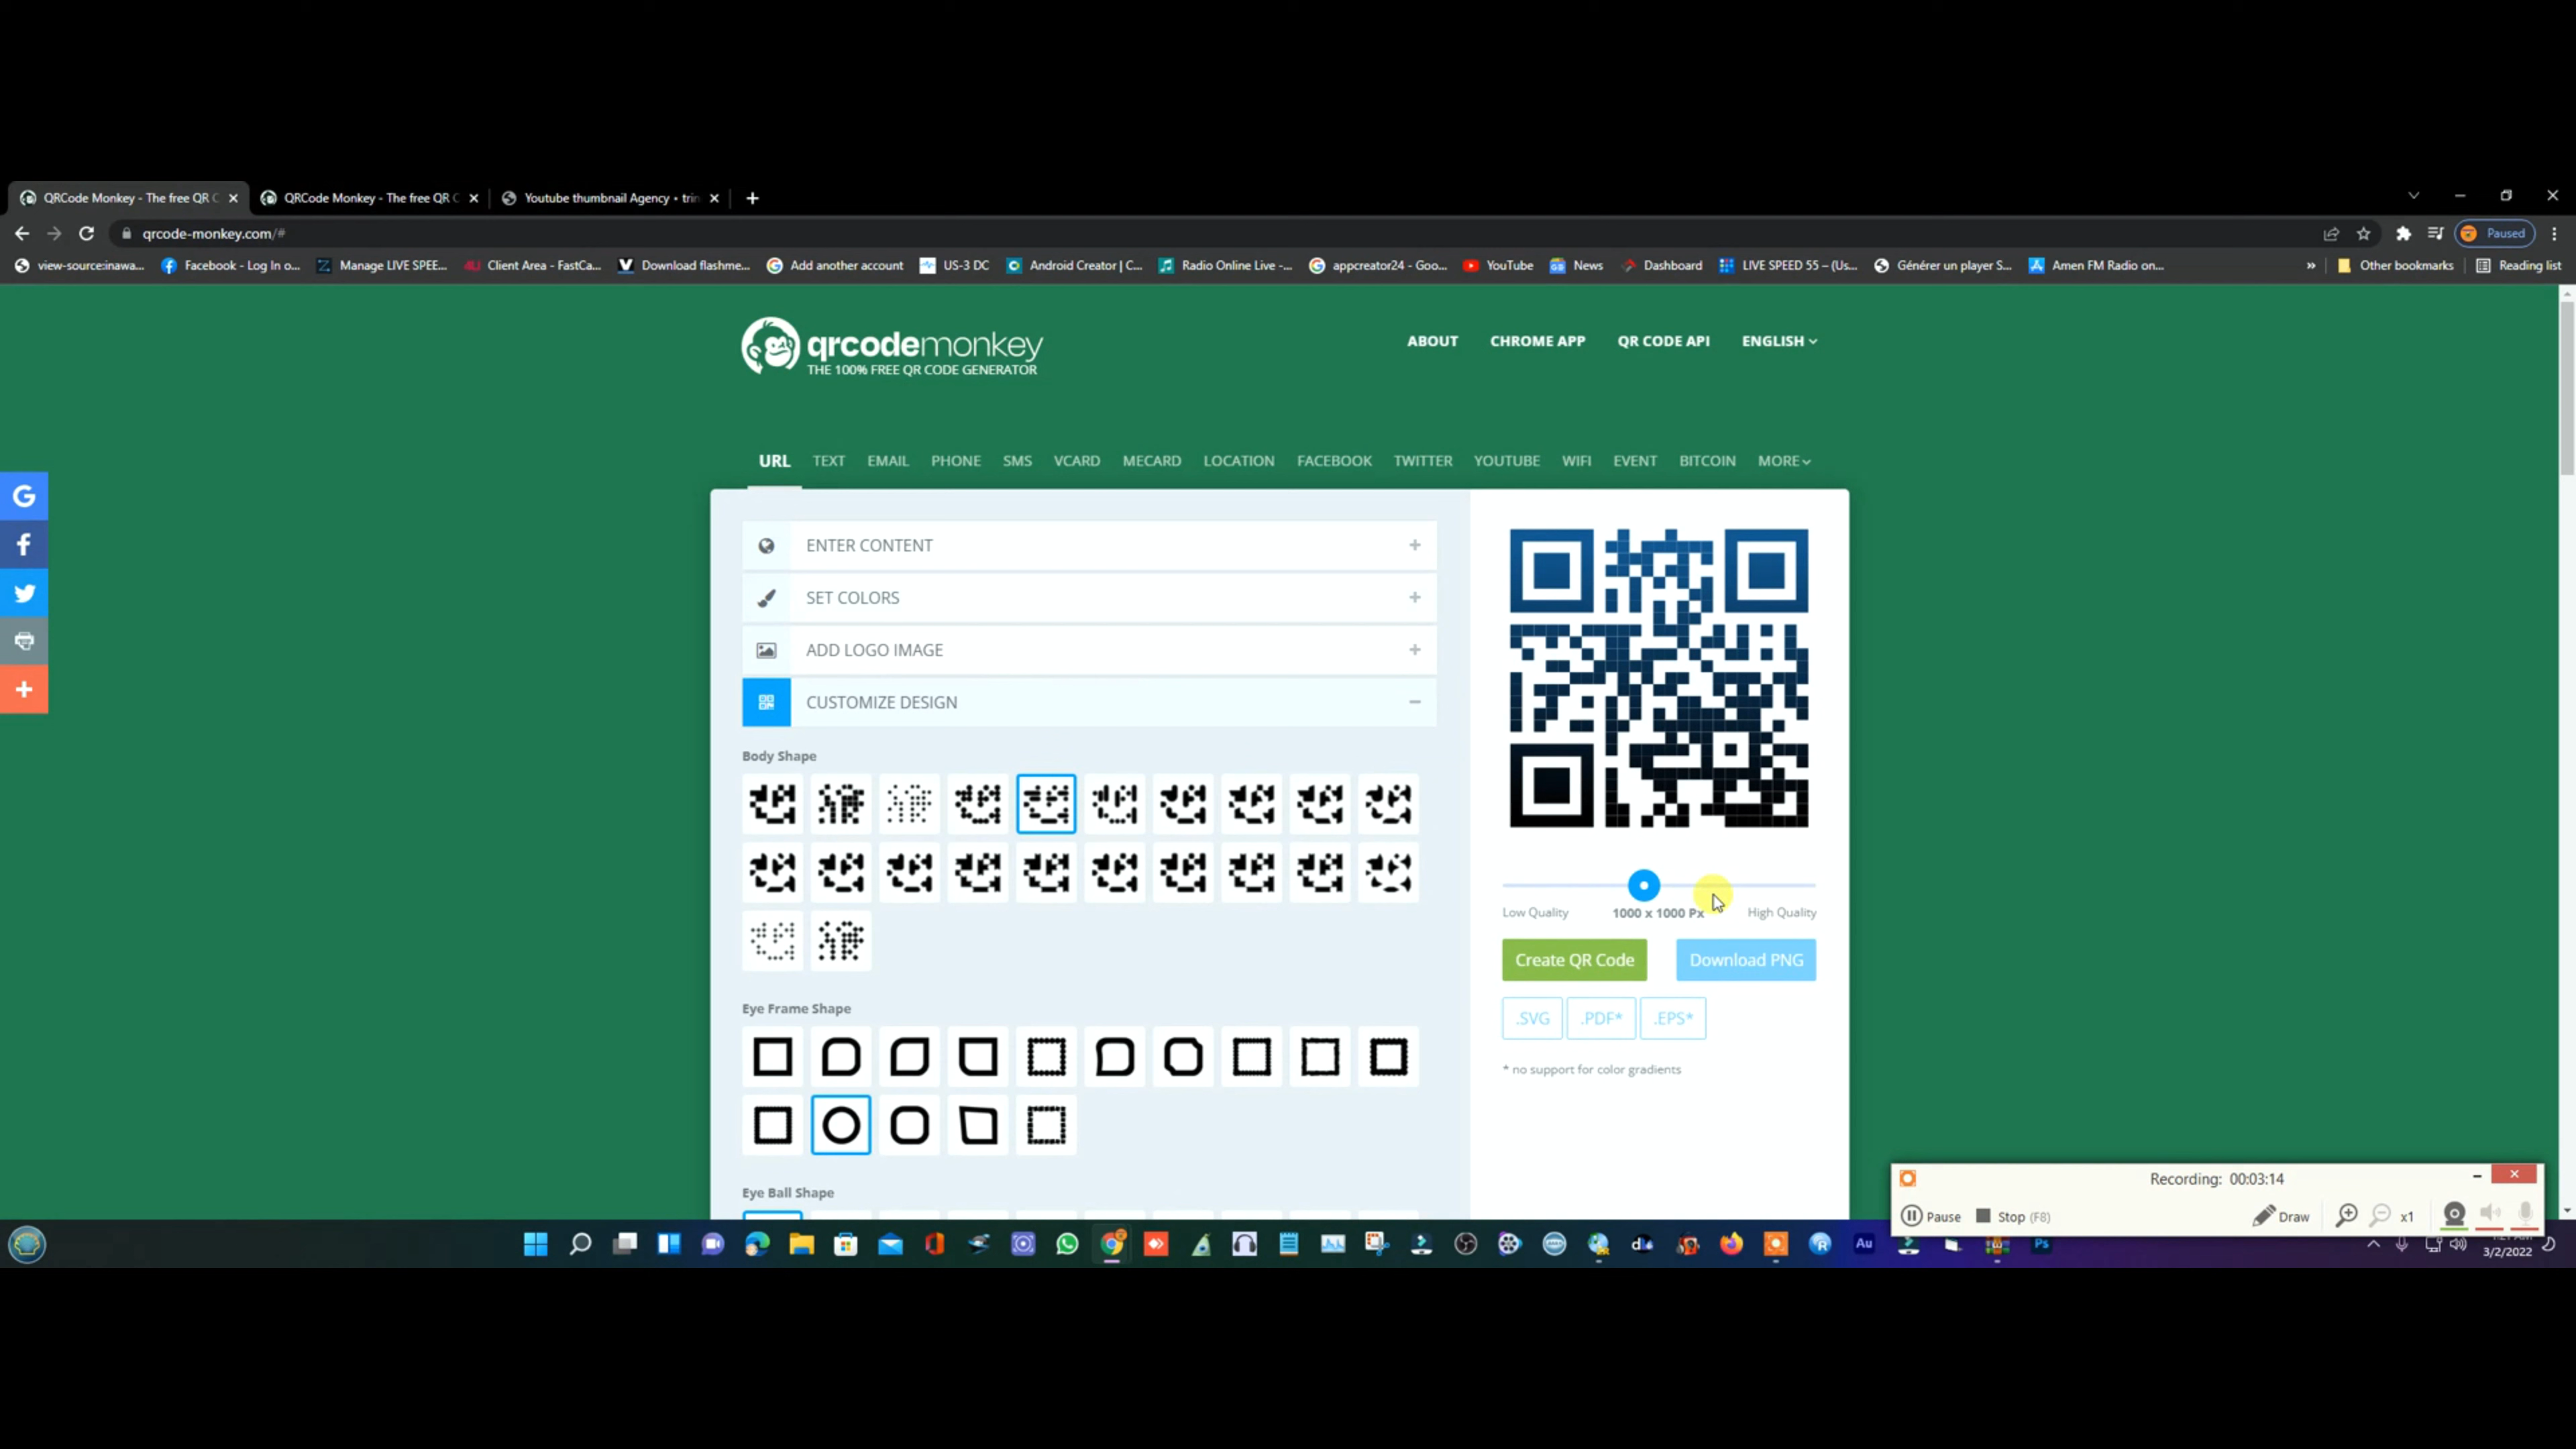 QRCode Monkey - The free QR C
QRCode Monkey - The free QR C
Youtube thumbnail Agency • trin
qrcode-monkey.com/#
Paused
view-source:inawa...
Facebook - Log In o...
Manage LIVE SPEE...
Client Area - FastCa...
Download flashme...
Add another account
US-3 DC
Android Creator | C...
Radio Online Live -...
appcreator24 - Goo...
YouTube
News
Dashboard
LIVE SPEED 55 – (Us...
Générer un player S...
Amen FM Radio on...
»
Other bookmarks
Reading list
qrcodemonkey
THE 100% FREE QR CODE GENERATOR
ABOUT
CHROME APP
QR CODE API
ENGLISH
URL
TEXT
EMAIL
PHONE
SMS
VCARD
MECARD
LOCATION
FACEBOOK
TWITTER
YOUTUBE
WIFI
EVENT
BITCOIN
MORE
ENTER CONTENT
SET COLORS
ADD LOGO IMAGE
CUSTOMIZE DESIGN
Body Shape
Eye Frame Shape
Eye Ball Shape
Low Quality
1000 x 1000 Px
High Quality
Create QR Code
Download PNG
.SVG
.PDF*
.EPS*
* no support for color gradients
Recording: 00:03:14
Pause
Stop (F8)
Draw
x1
Au
Ps
3/2/2022